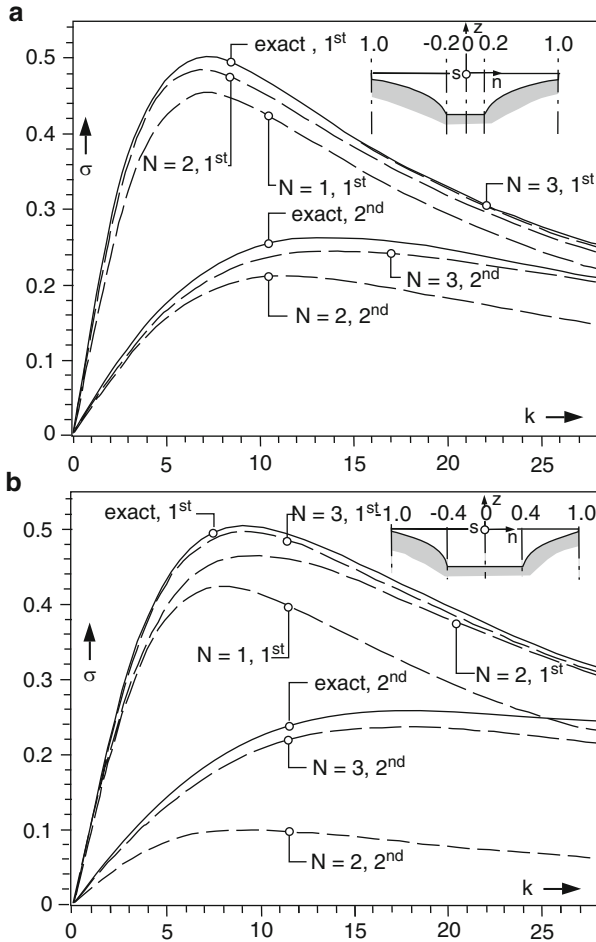 a
z
1.0 -0.2 0 0.2 1.0
s
n
0.5
0.4
0.3
0.2
0.1
0
σ
exact , 1st
N = 2, 1st
N = 1, 1st
N = 3, 1st
exact, 2nd
N = 3, 2nd
N = 2, 2nd
k
0 5 10 15 20 25
b
z
1.0 -0.4 0 0.4 1.0
s
n
0.5
0.4
0.3
0.2
0.1
0
σ
exact, 1st
N = 3, 1st
N = 1, 1st
N = 2, 1st
exact, 2nd
N = 3, 2nd
N = 2, 2nd
k
0 5 10 15 20 25